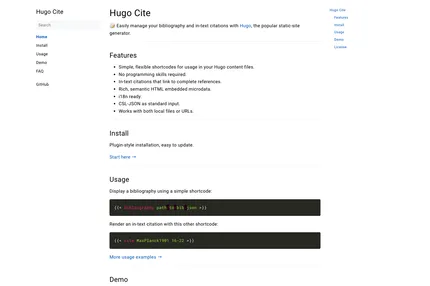 Hugo Cite
Search
Home
Install
Usage
Demo
FAQ
GitHub
Hugo Cite
📝 Easily manage your bibliography and in-text citations with Hugo, the popular static-site
generator.
Features
Simple, flexible shortcodes for usage in your Hugo content files.
No programming skills required.
In-text citations that link to complete references.
Rich, semantic HTML embedded microdata.
i18n ready.
CSL-JSON as standard input.
Works with both local files or URLs.
Install
Plugin-style installation, easy to update.
Start here →
Usage
Display a bibliography using a simple shortcode:
{{< bibliography path to bib json >}}
Render an in-text citation with this other shortcode:
{{< cite >}}
More usage examples →
Demo
Hugo Cite
Features
Install
Usage
Demo
License